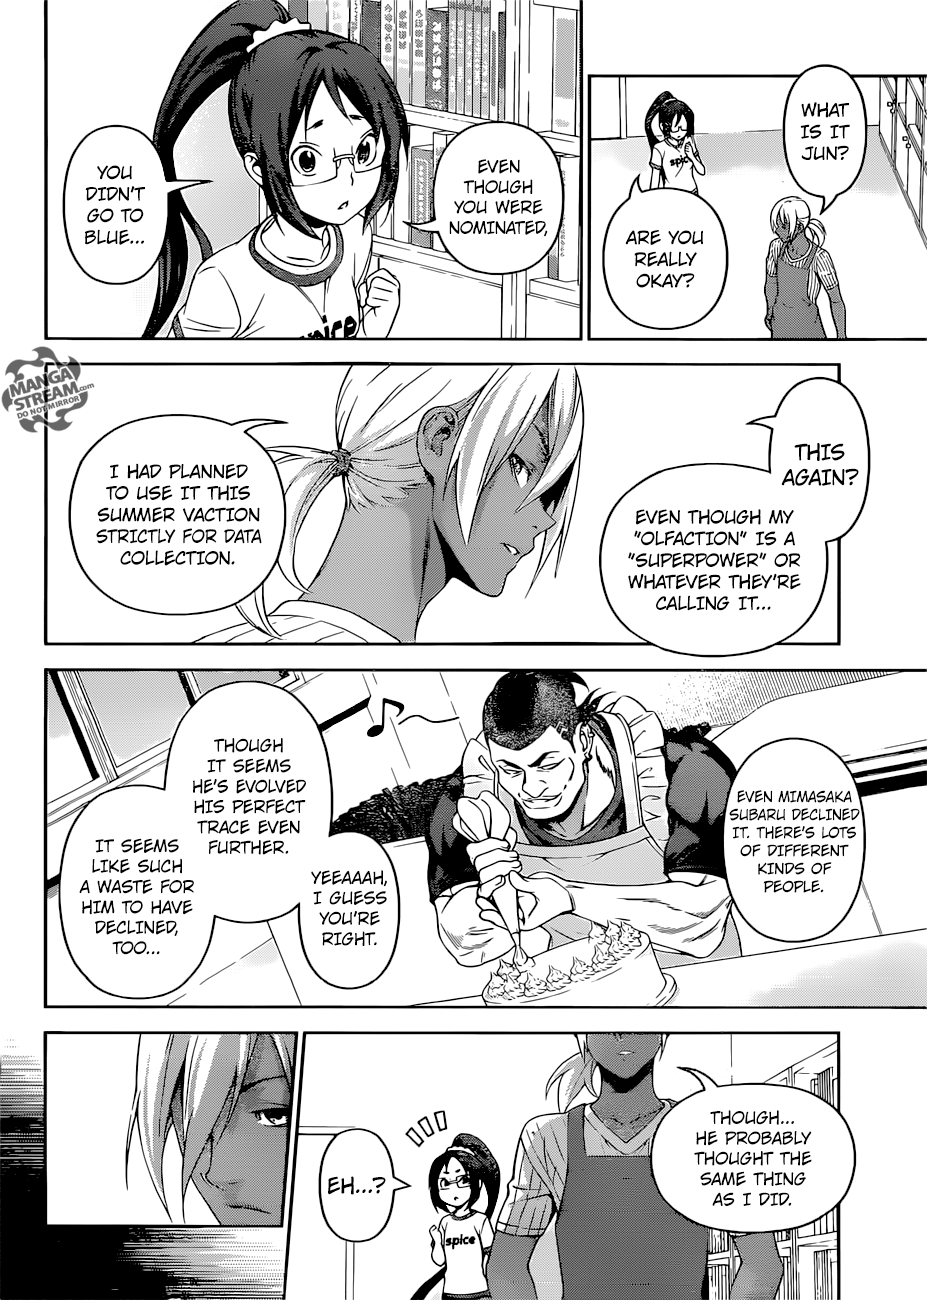 WHAT
IS IT
JUN?
ARE YOU
REALLY
OKAY?
spice
EVEN
THOUGH
YOU WERE
NOMINATED,
YOU
DIDN'T
GO TO
BLUE...
spice
MANGA
STREAM.com
DO NOT MIRROR
THIS
AGAIN?
EVEN THOUGH MY
"OLFACTION" IS A
"SUPERPOWER" OR
WHATEVER THEY'RE
CALLING IT...
I HAD PLANNED
TO USE IT THIS
SUMMER VACTION
STRICTLY FOR DATA
COLLECTION.
EVEN MIMASAKA
SUBARU DECLINED
IT. THERE'S LOTS
OF DIFFERENT
KINDS OF
PEOPLE.
YEEAAAH,
I GUESS
YOU'RE
RIGHT.
THOUGH
IT SEEMS
HE'S EVOLVED
HIS PERFECT
TRACE EVEN
FURTHER.
IT SEEMS
LIKE SUCH
A WASTE FOR
HIM TO HAVE
DECLINED,
TOO...
THOUGH...
HE PROBABLY
THOUGHT THE
SAME THING
AS I DID.
EH...?
spice